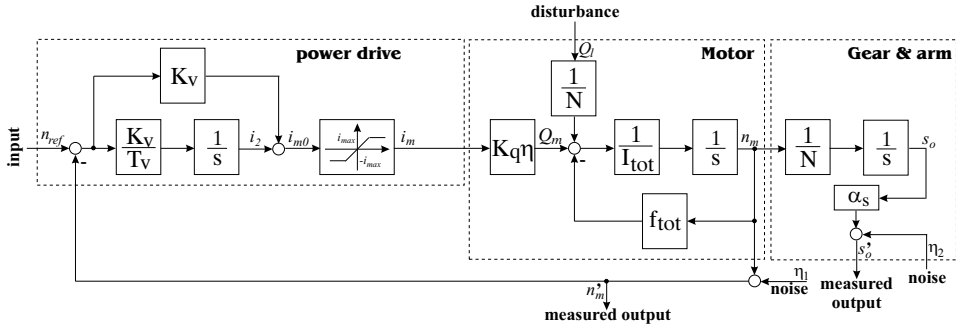 disturbance
power drive
Motor
Gear & arm
Q_l
K_v
1/N
input
n_ref
-
K_v/T_v
1/s
i_2
i_m0
i_max
-i_max
i_m
K_qη
Q_m
-
1/I_tot
1/s
n_m
1/N
1/s
s_o
α_s
f_tot
s_o'
η_2
noise
measured
output
η_1
noise
n_m'
measured output